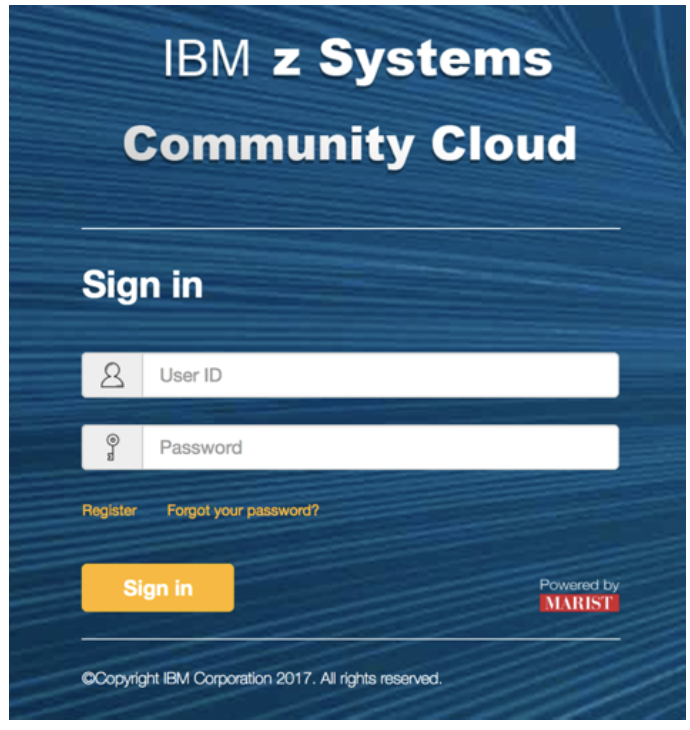 IBM z Systems
Community Cloud
Sign in
User ID
Password
Register Forgot your password?
Sign in
Powered by
MARIST
©Copyright IBM Corporation 2017. All rights reserved.